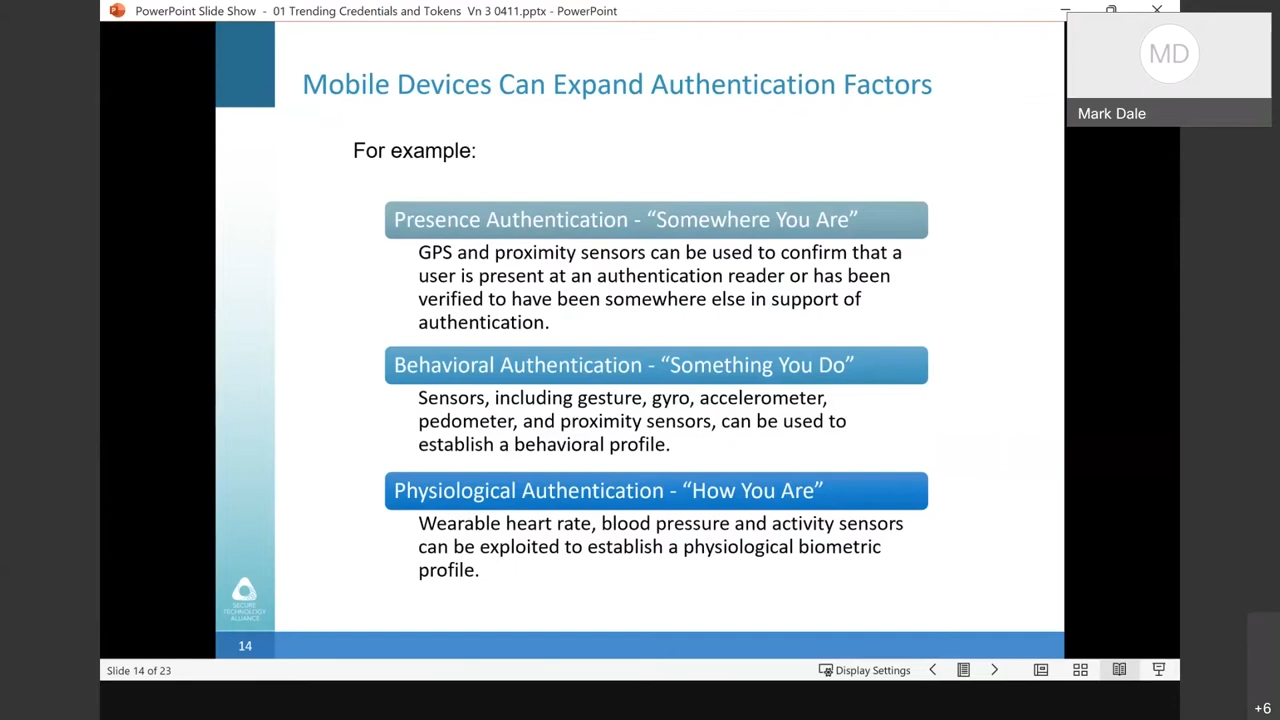 PowerPoint Slide Show - 01 Trending Credentials and Tokens Vn 3 0411.pptx - PowerPoint
MD
Mark Dale
Mobile Devices Can Expand Authentication Factors
For example:
Presence Authentication - “Somewhere You Are”
GPS and proximity sensors can be used to confirm that a
user is present at an authentication reader or has been
verified to have been somewhere else in support of
authentication.
Behavioral Authentication - “Something You Do”
Sensors, including gesture, gyro, accelerometer,
pedometer, and proximity sensors, can be used to
establish a behavioral profile.
Physiological Authentication - “How You Are”
Wearable heart rate, blood pressure and activity sensors
can be exploited to establish a physiological biometric
profile.
SECURE
TECHNOLOGY
ALLIANCE
14
Slide 14 of 23
Display Settings
+6